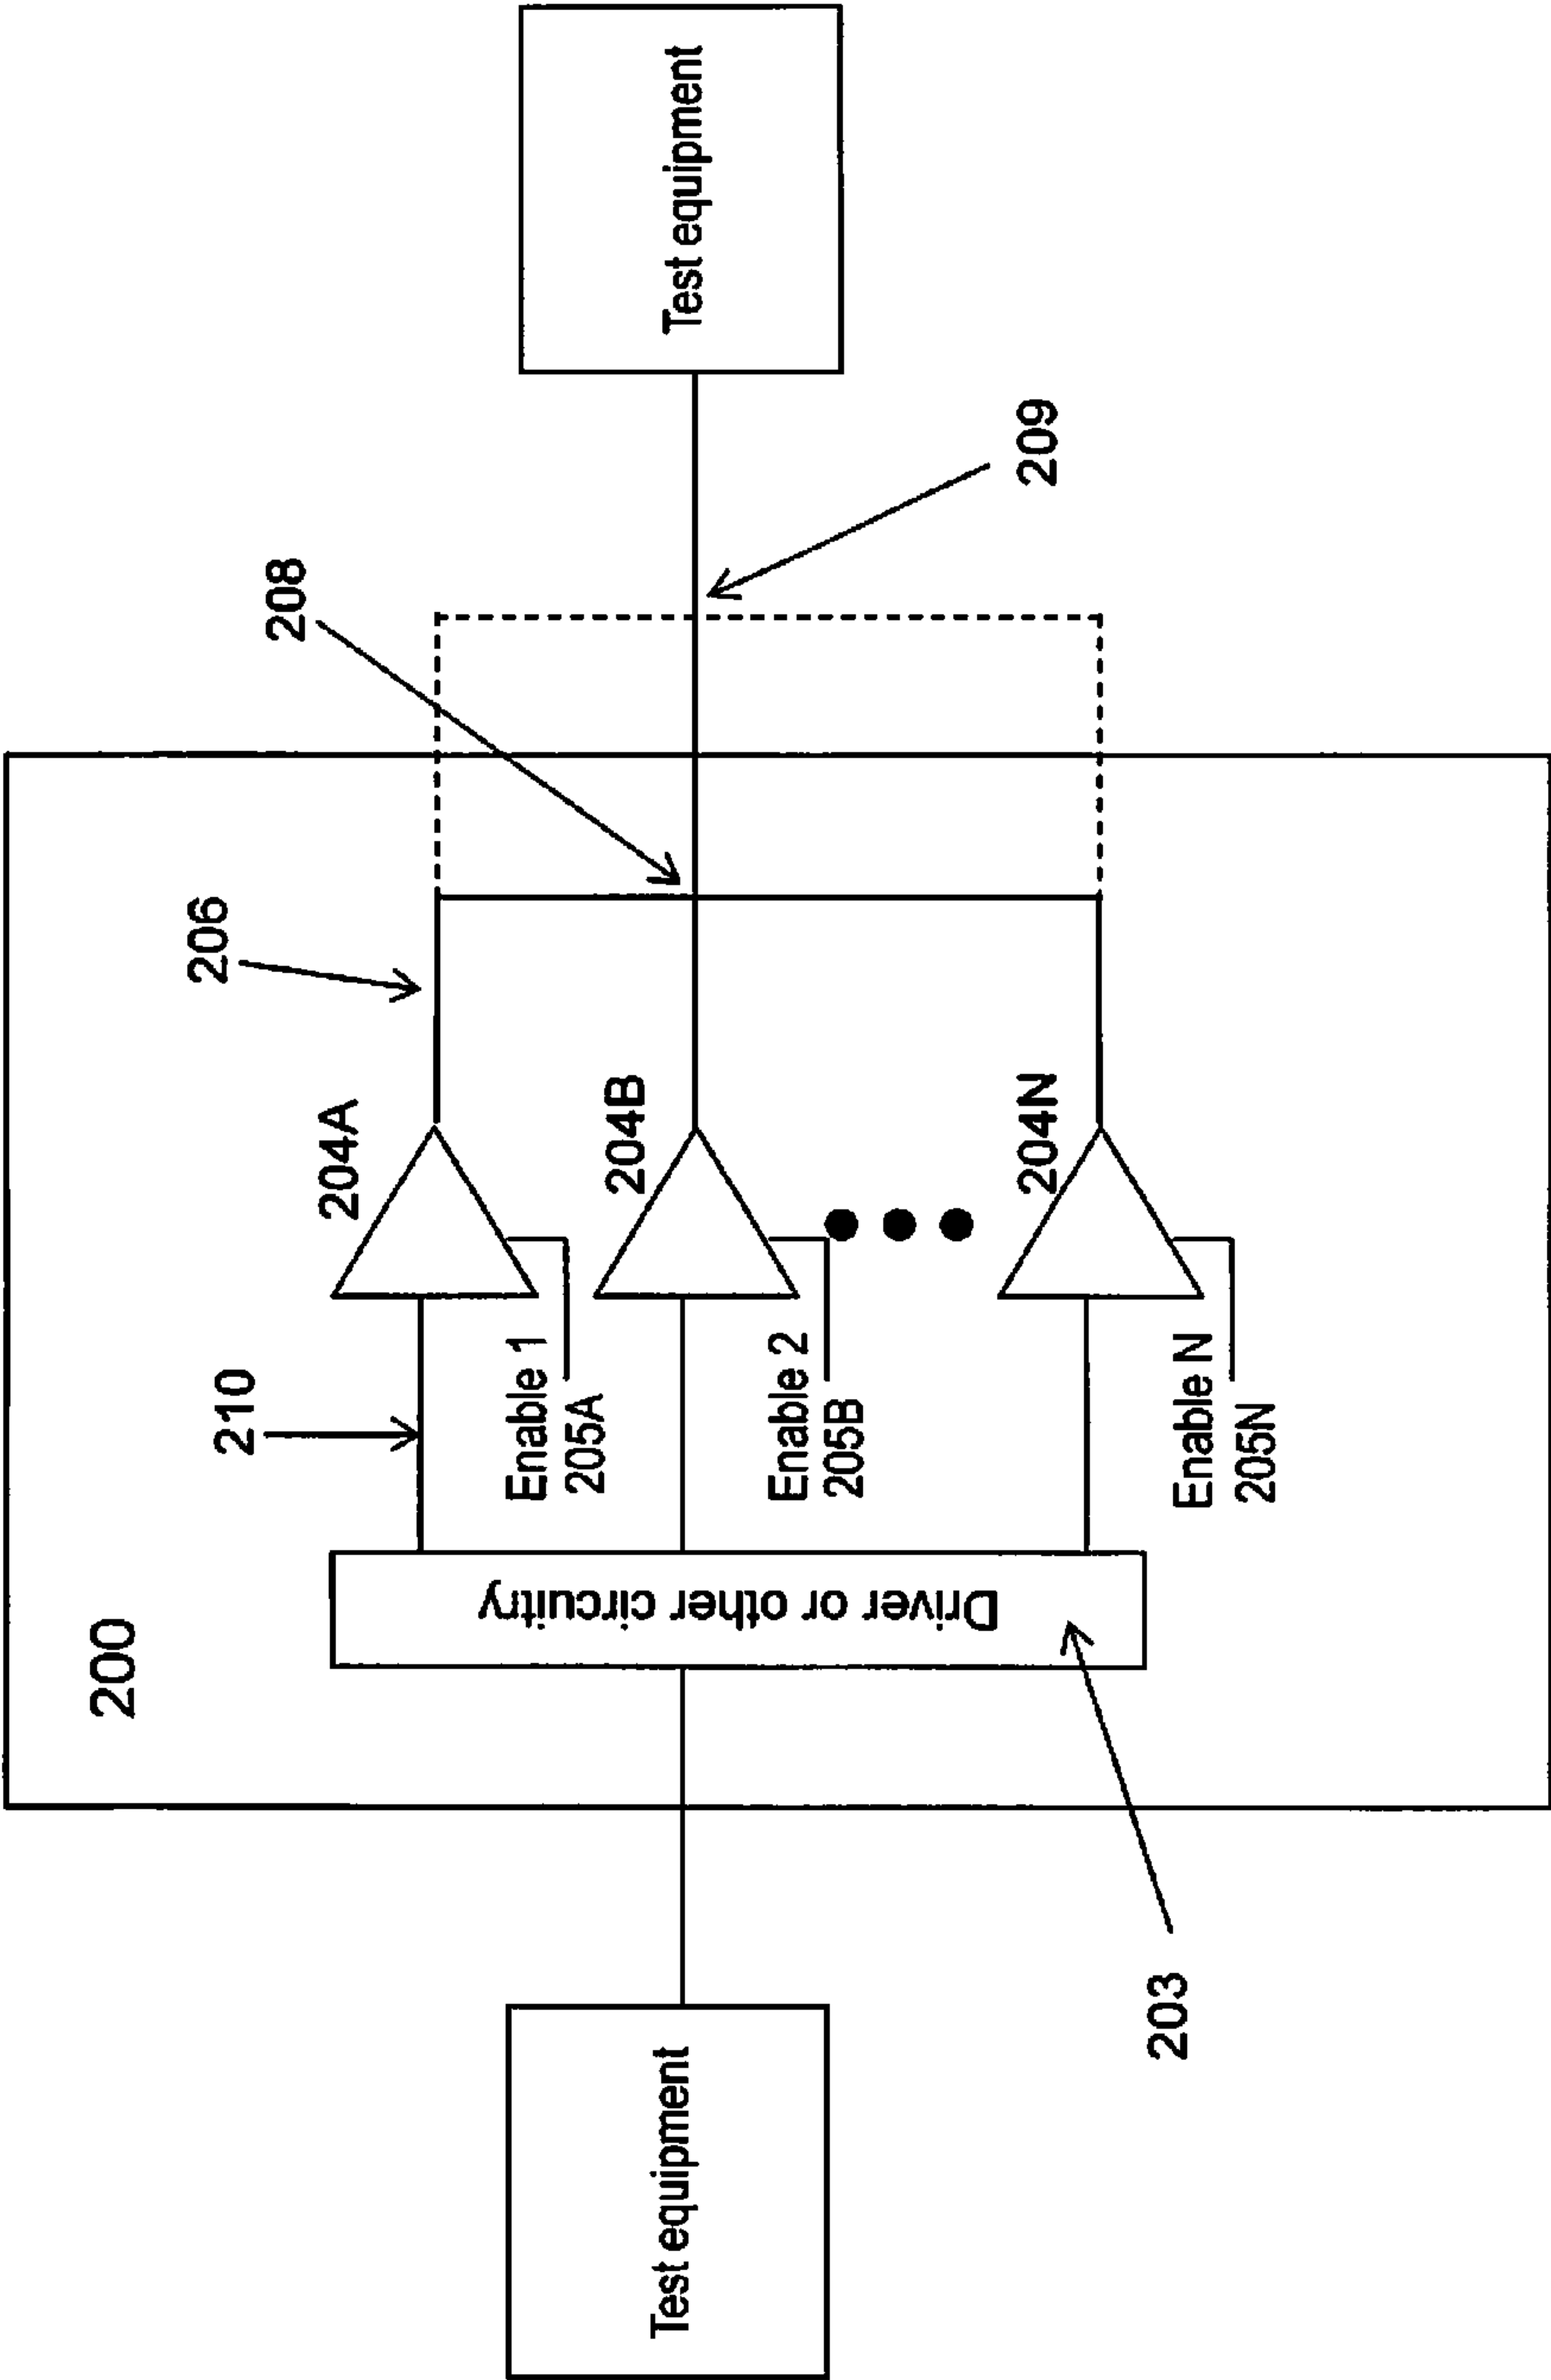 200
210
206
208
204A
Enable 1
205A
204B
Enable 2
205B
204N
Enable N
205N
Driver or other circuitry
203
209
Test equipment
Test equipment